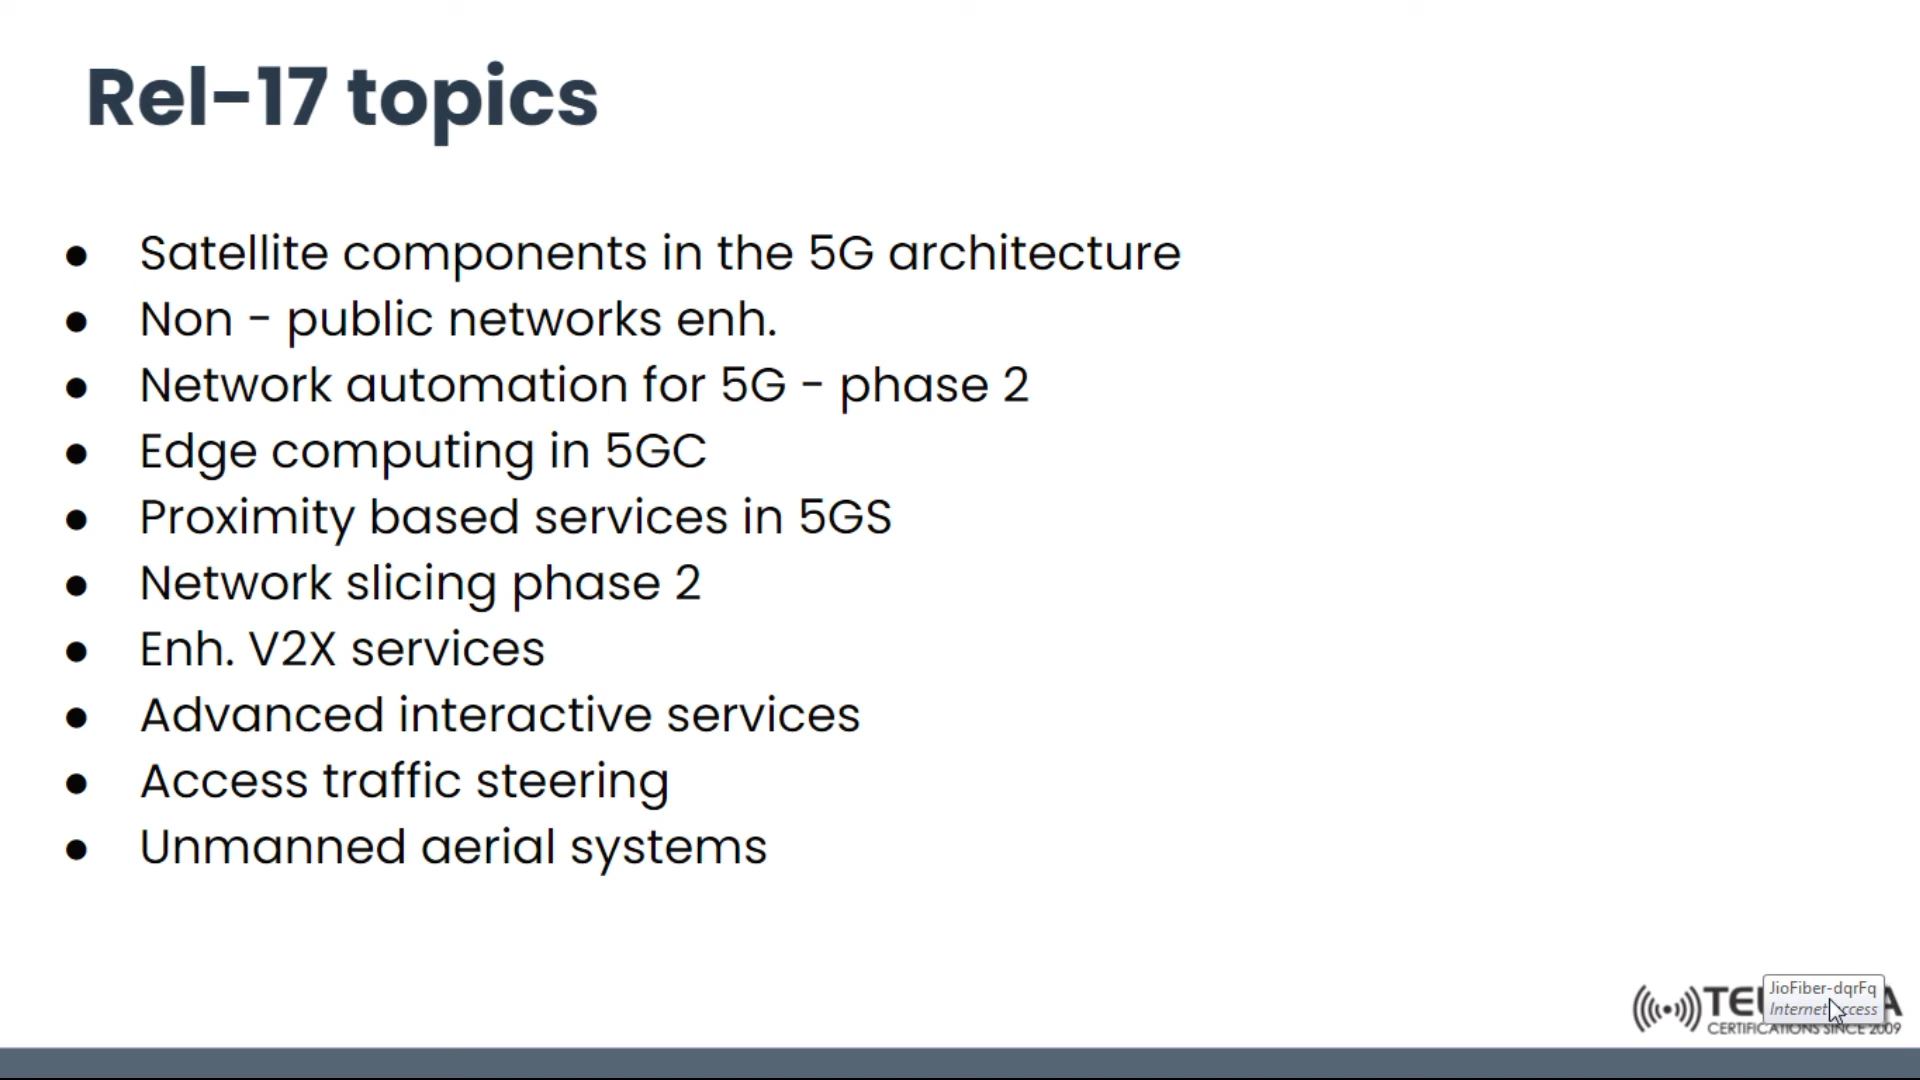 Rel-17 topics
● Satellite components in the 5G architecture
● Non - public networks enh.
● Network automation for 5G - phase 2
● Edge computing in 5GC
● Proximity based services in 5GS
● Network slicing phase 2
● Enh. V2X services
● Advanced interactive services
● Access traffic steering
● Unmanned aerial systems
JioFiber-dqrFq
Internet
CERTIFICATIONS SINCE 2009